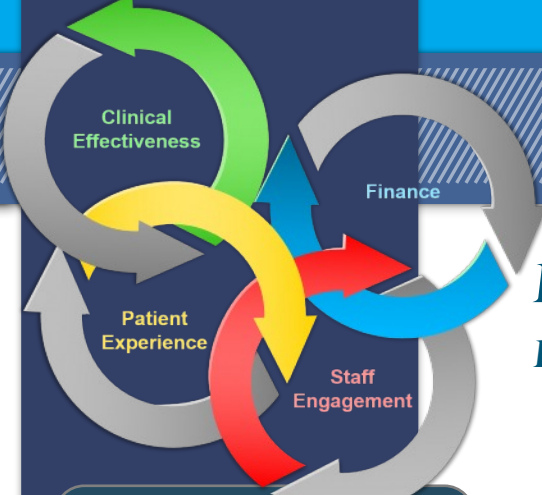 Clinical
Effectiveness
Finance
Patient
Experience
Staff
Engagement